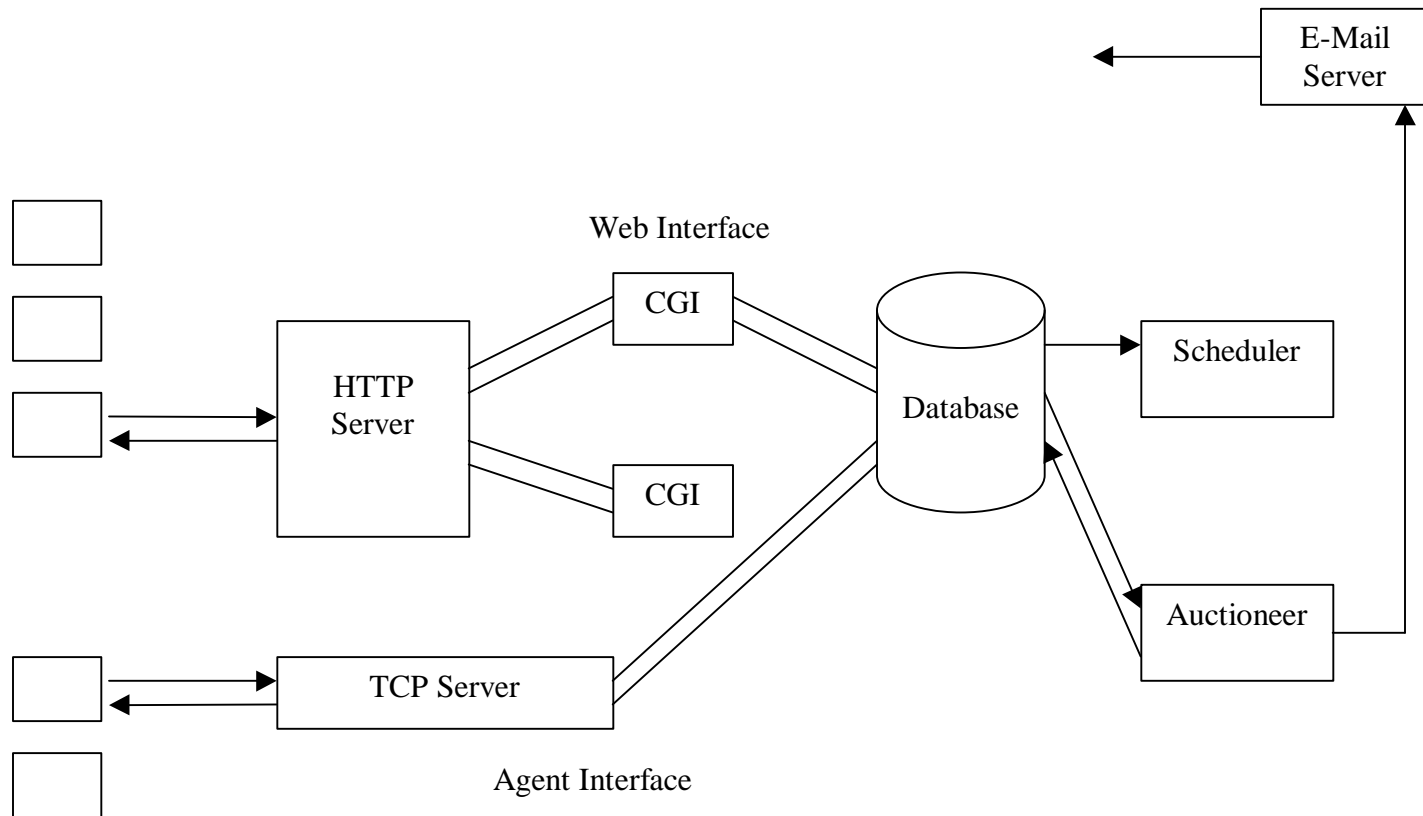 E-Mail
Server
Web Interface
CGI
HTTP
Server
Database
Scheduler
CGI
Auctioneer
TCP Server
Agent Interface